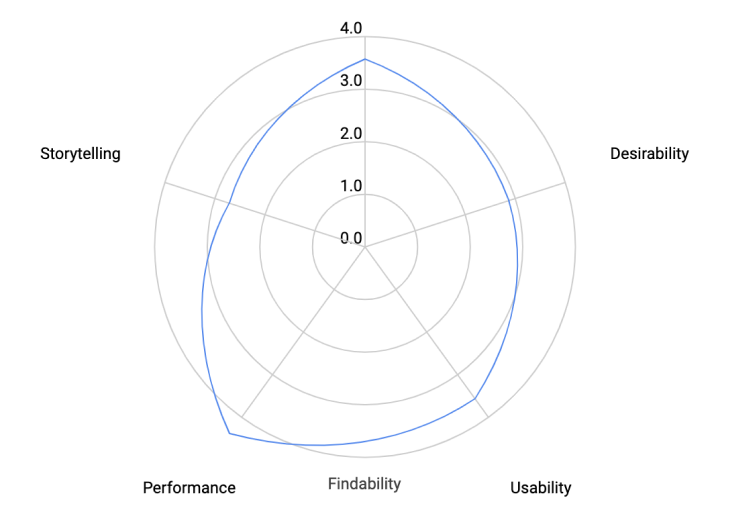 4.0
3.0
2.0
1.0
0.0
Storytelling
Desirability
Performance
Findability
Usability